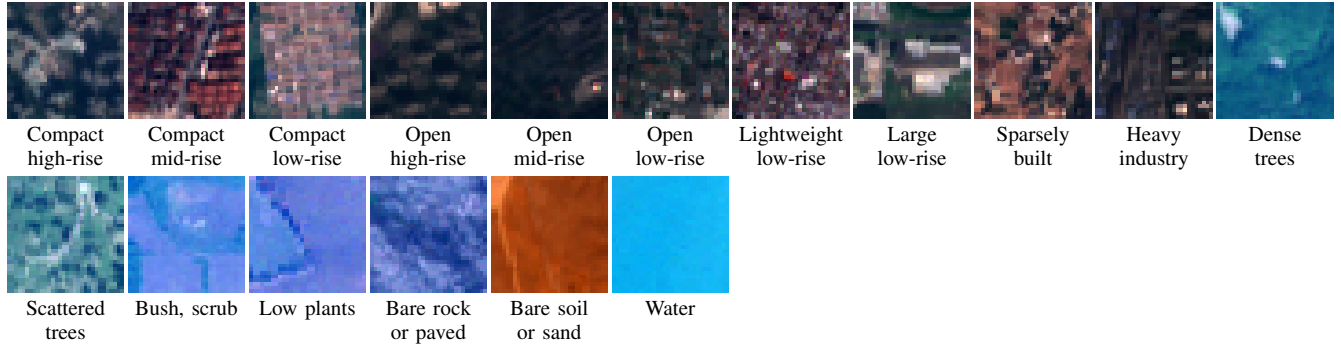 Compact high-rise
Compact mid-rise
Compact low-rise
Open high-rise
Open mid-rise
Open low-rise
Lightweight low-rise
Large low-rise
Sparsely built
Heavy industry
Dense trees
Scattered trees
Bush, scrub
Low plants
Bare rock or paved
Bare soil or sand
Water